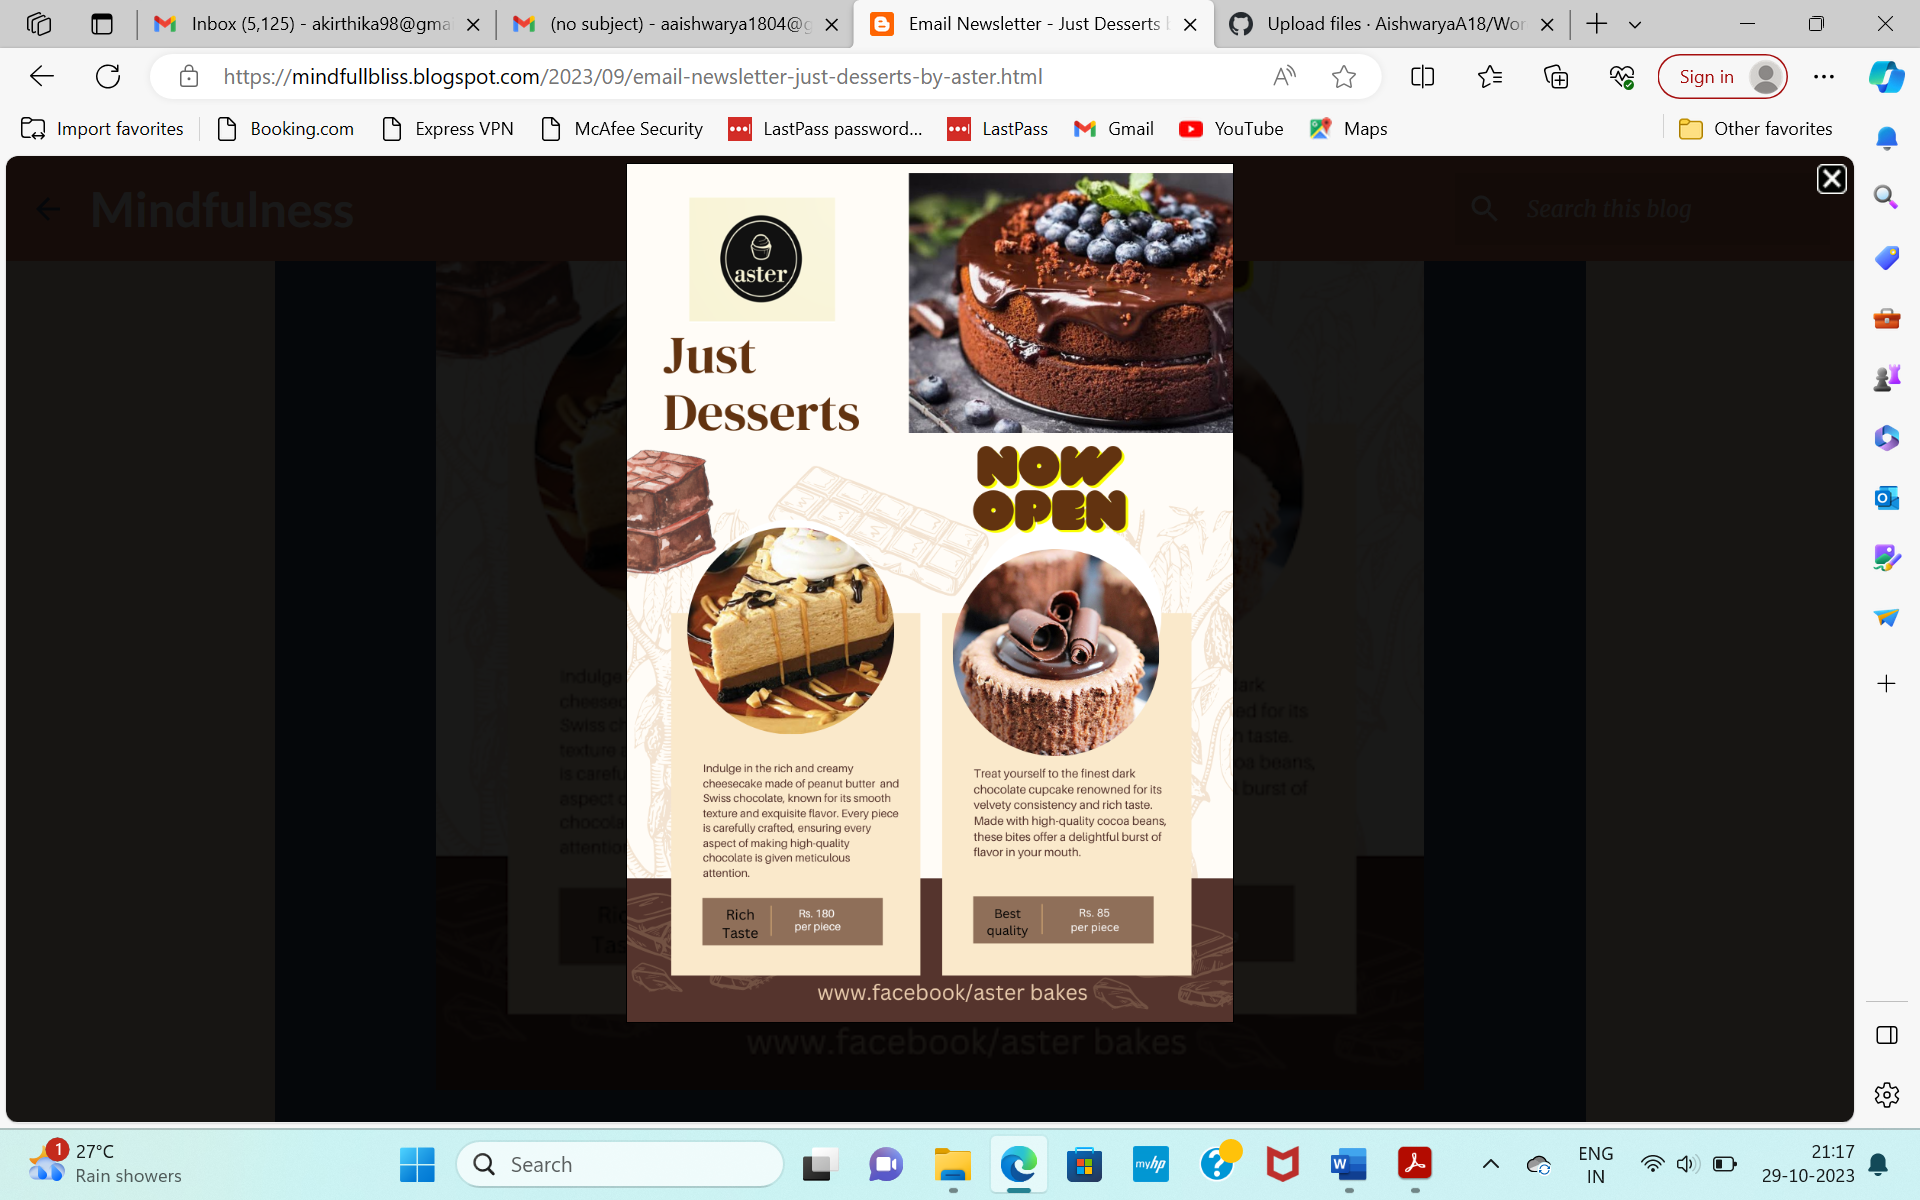 Inbox (5,125) - akirthika98@gma
(no subject) - aaishwarya1804@g
Email Newsletter - Just Desserts b
Upload files · AishwaryaA18/Wor
https://mindfullbliss.blogspot.com/2023/09/email-newsletter-just-desserts-by-aster.html
Sign in
Import favorites
Booking.com
Express VPN
McAfee Security
LastPass password...
LastPass
Gmail
YouTube
Maps
Other favorites
Mindfulness
Search this blog
aster
Just
Desserts
NOW
OPEN
Indulge in the rich and creamy
cheesecake made of peanut butter and
Swiss chocolate, known for its smooth
texture and exquisite flavor. Every piece
is carefully crafted, ensuring every
aspect of making high-quality
chocolate is given meticulous
attention.
Rich
Taste
Rs. 180
per piece
Treat yourself to the finest dark
chocolate cupcake renowned for its
velvety consistency and rich taste.
Made with high-quality cocoa beans,
these bites offer a delightful burst of
flavor in your mouth.
Best
quality
Rs. 85
per piece
www.facebook/aster bakes
www.facebook/aster bakes
1
27°C
Rain showers
Search
myhp
ENG
IN
21:17
29-10-2023